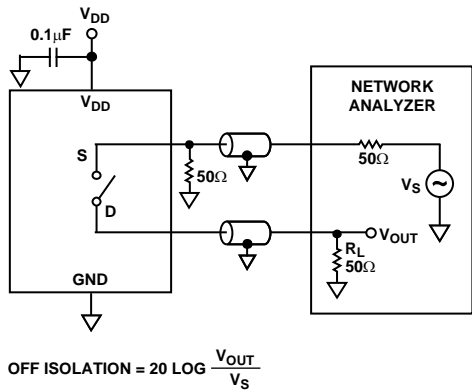 V_DD
0.1µF
V_DD
NETWORK
ANALYZER
S
50Ω
50Ω
V_S
D
V_OUT
R_L
50Ω
GND
OFF ISOLATION = 20 LOG V_OUT / V_S